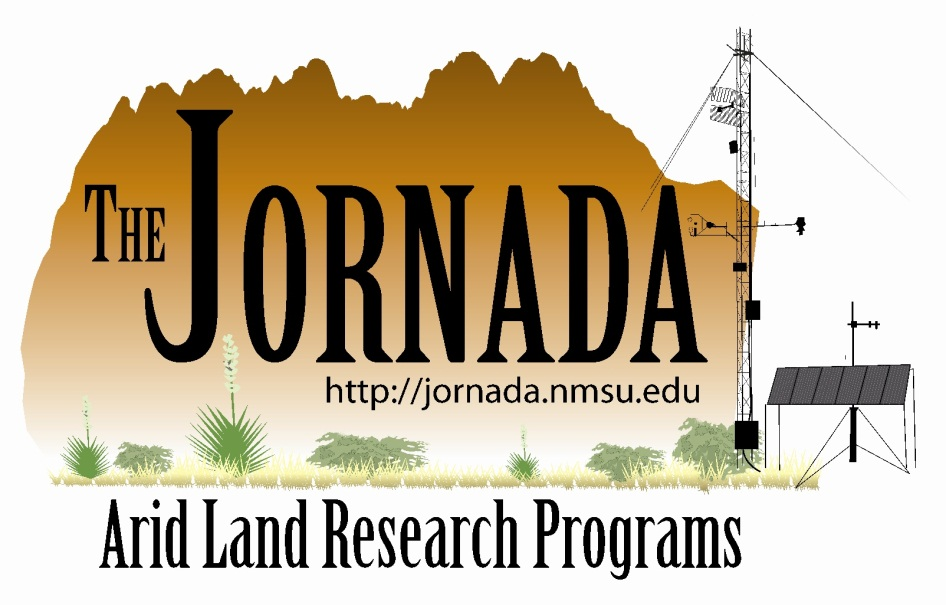 THE JORNADA
http://jornada.nmsu.edu
Arid Land Research Programs